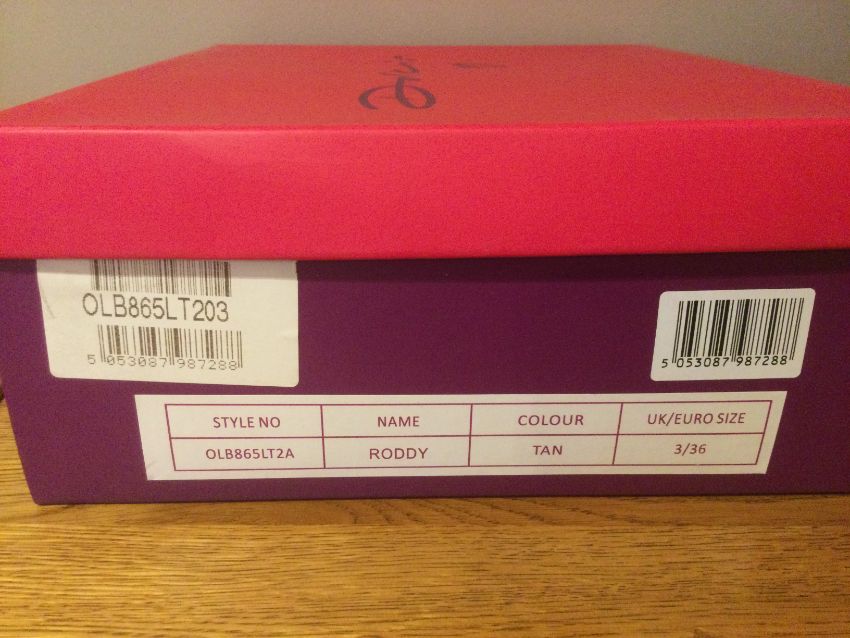 OLB865LT203
5 053087 987288
5 053087 987288
STYLE NO NAME COLOUR UK/EURO SIZE
OLB865LT2A RODDY TAN 3/36